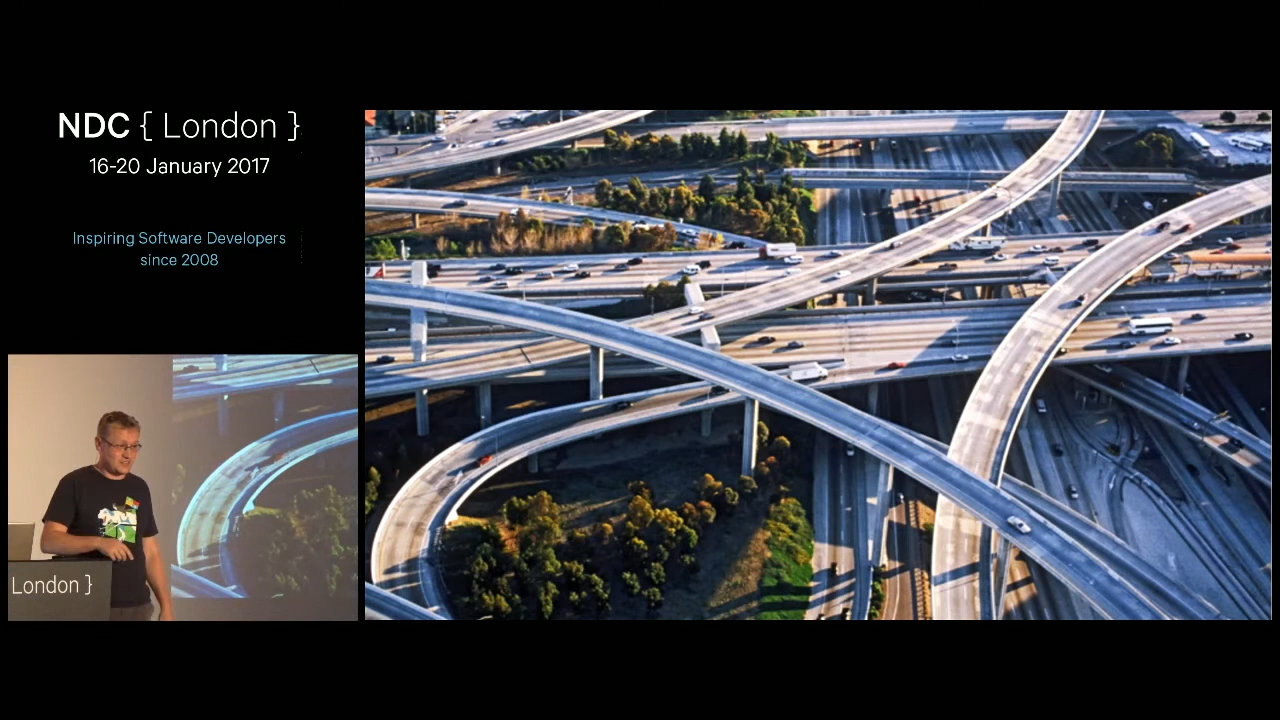 NDC { London }
16-20 January 2017
Inspiring Software Developers
since 2008
London }